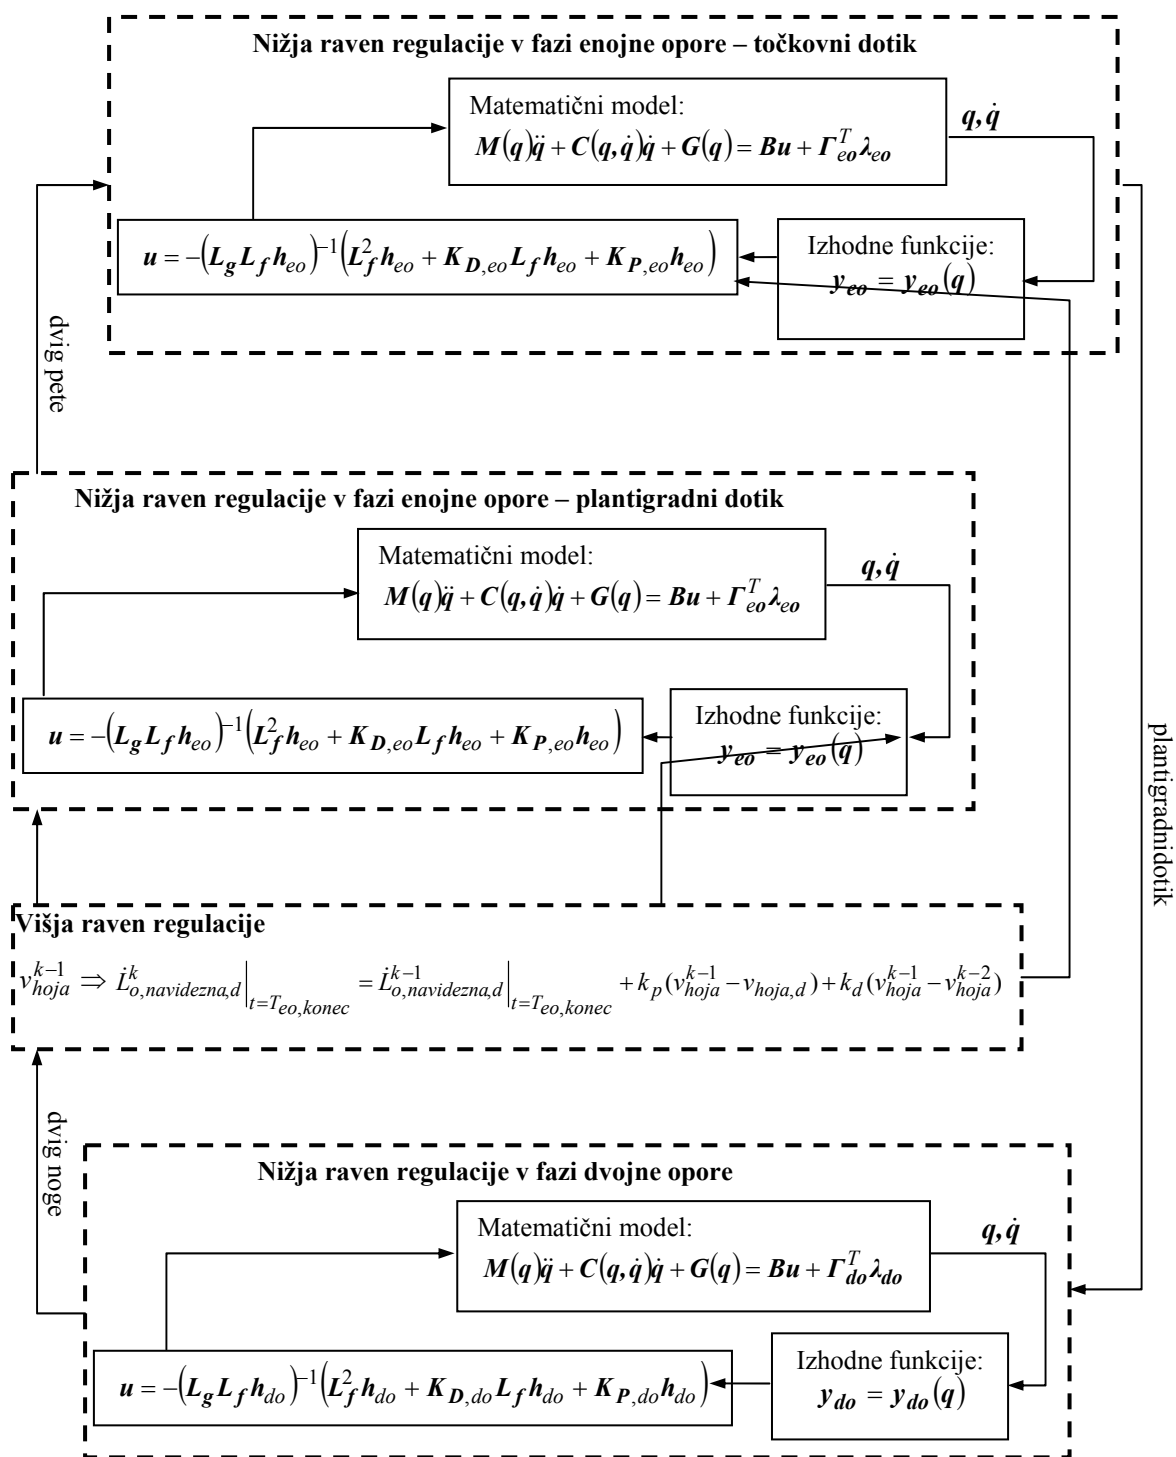 Nižja raven regulacije v fazi enojne opore – točkovni dotik
Matematični model:
M(q)q̈ + C(q,q̇)q̇ + G(q) = Bu + Γ_eo^T λ_eo
q, q̇
u = −(L_g L_f h_eo)^−1 (L_f^2 h_eo + K_D,eo L_f h_eo + K_P,eo h_eo)
Izhodne funkcije:
y_eo = y_eo(q)
dvig pete
Nižja raven regulacije v fazi enojne opore – plantigradni dotik
Matematični model:
M(q)q̈ + C(q,q̇)q̇ + G(q) = Bu + Γ_eo^T λ_eo
q, q̇
u = −(L_g L_f h_eo)^−1 (L_f^2 h_eo + K_D,eo L_f h_eo + K_P,eo h_eo)
Izhodne funkcije:
y_eo = y_eo(q)
plantigradnidotik
Višja raven regulacije
v_hoja^k−1 ⇒ L̇_o,navidezna,d^k |_t=T_eo,konec = L̇_o,navidezna,d^k−1 |_t=T_eo,konec + k_p(v_hoja^k−1 − v_hoja,d) + k_d(v_hoja^k−1 − v_hoja^k−2)
dvig noge
Nižja raven regulacije v fazi dvojne opore
Matematični model:
M(q)q̈ + C(q,q̇)q̇ + G(q) = Bu + Γ_do^T λ_do
q, q̇
u = −(L_g L_f h_do)^−1 (L_f^2 h_do + K_D,do L_f h_do + K_P,do h_do)
Izhodne funkcije:
y_do = y_do(q)